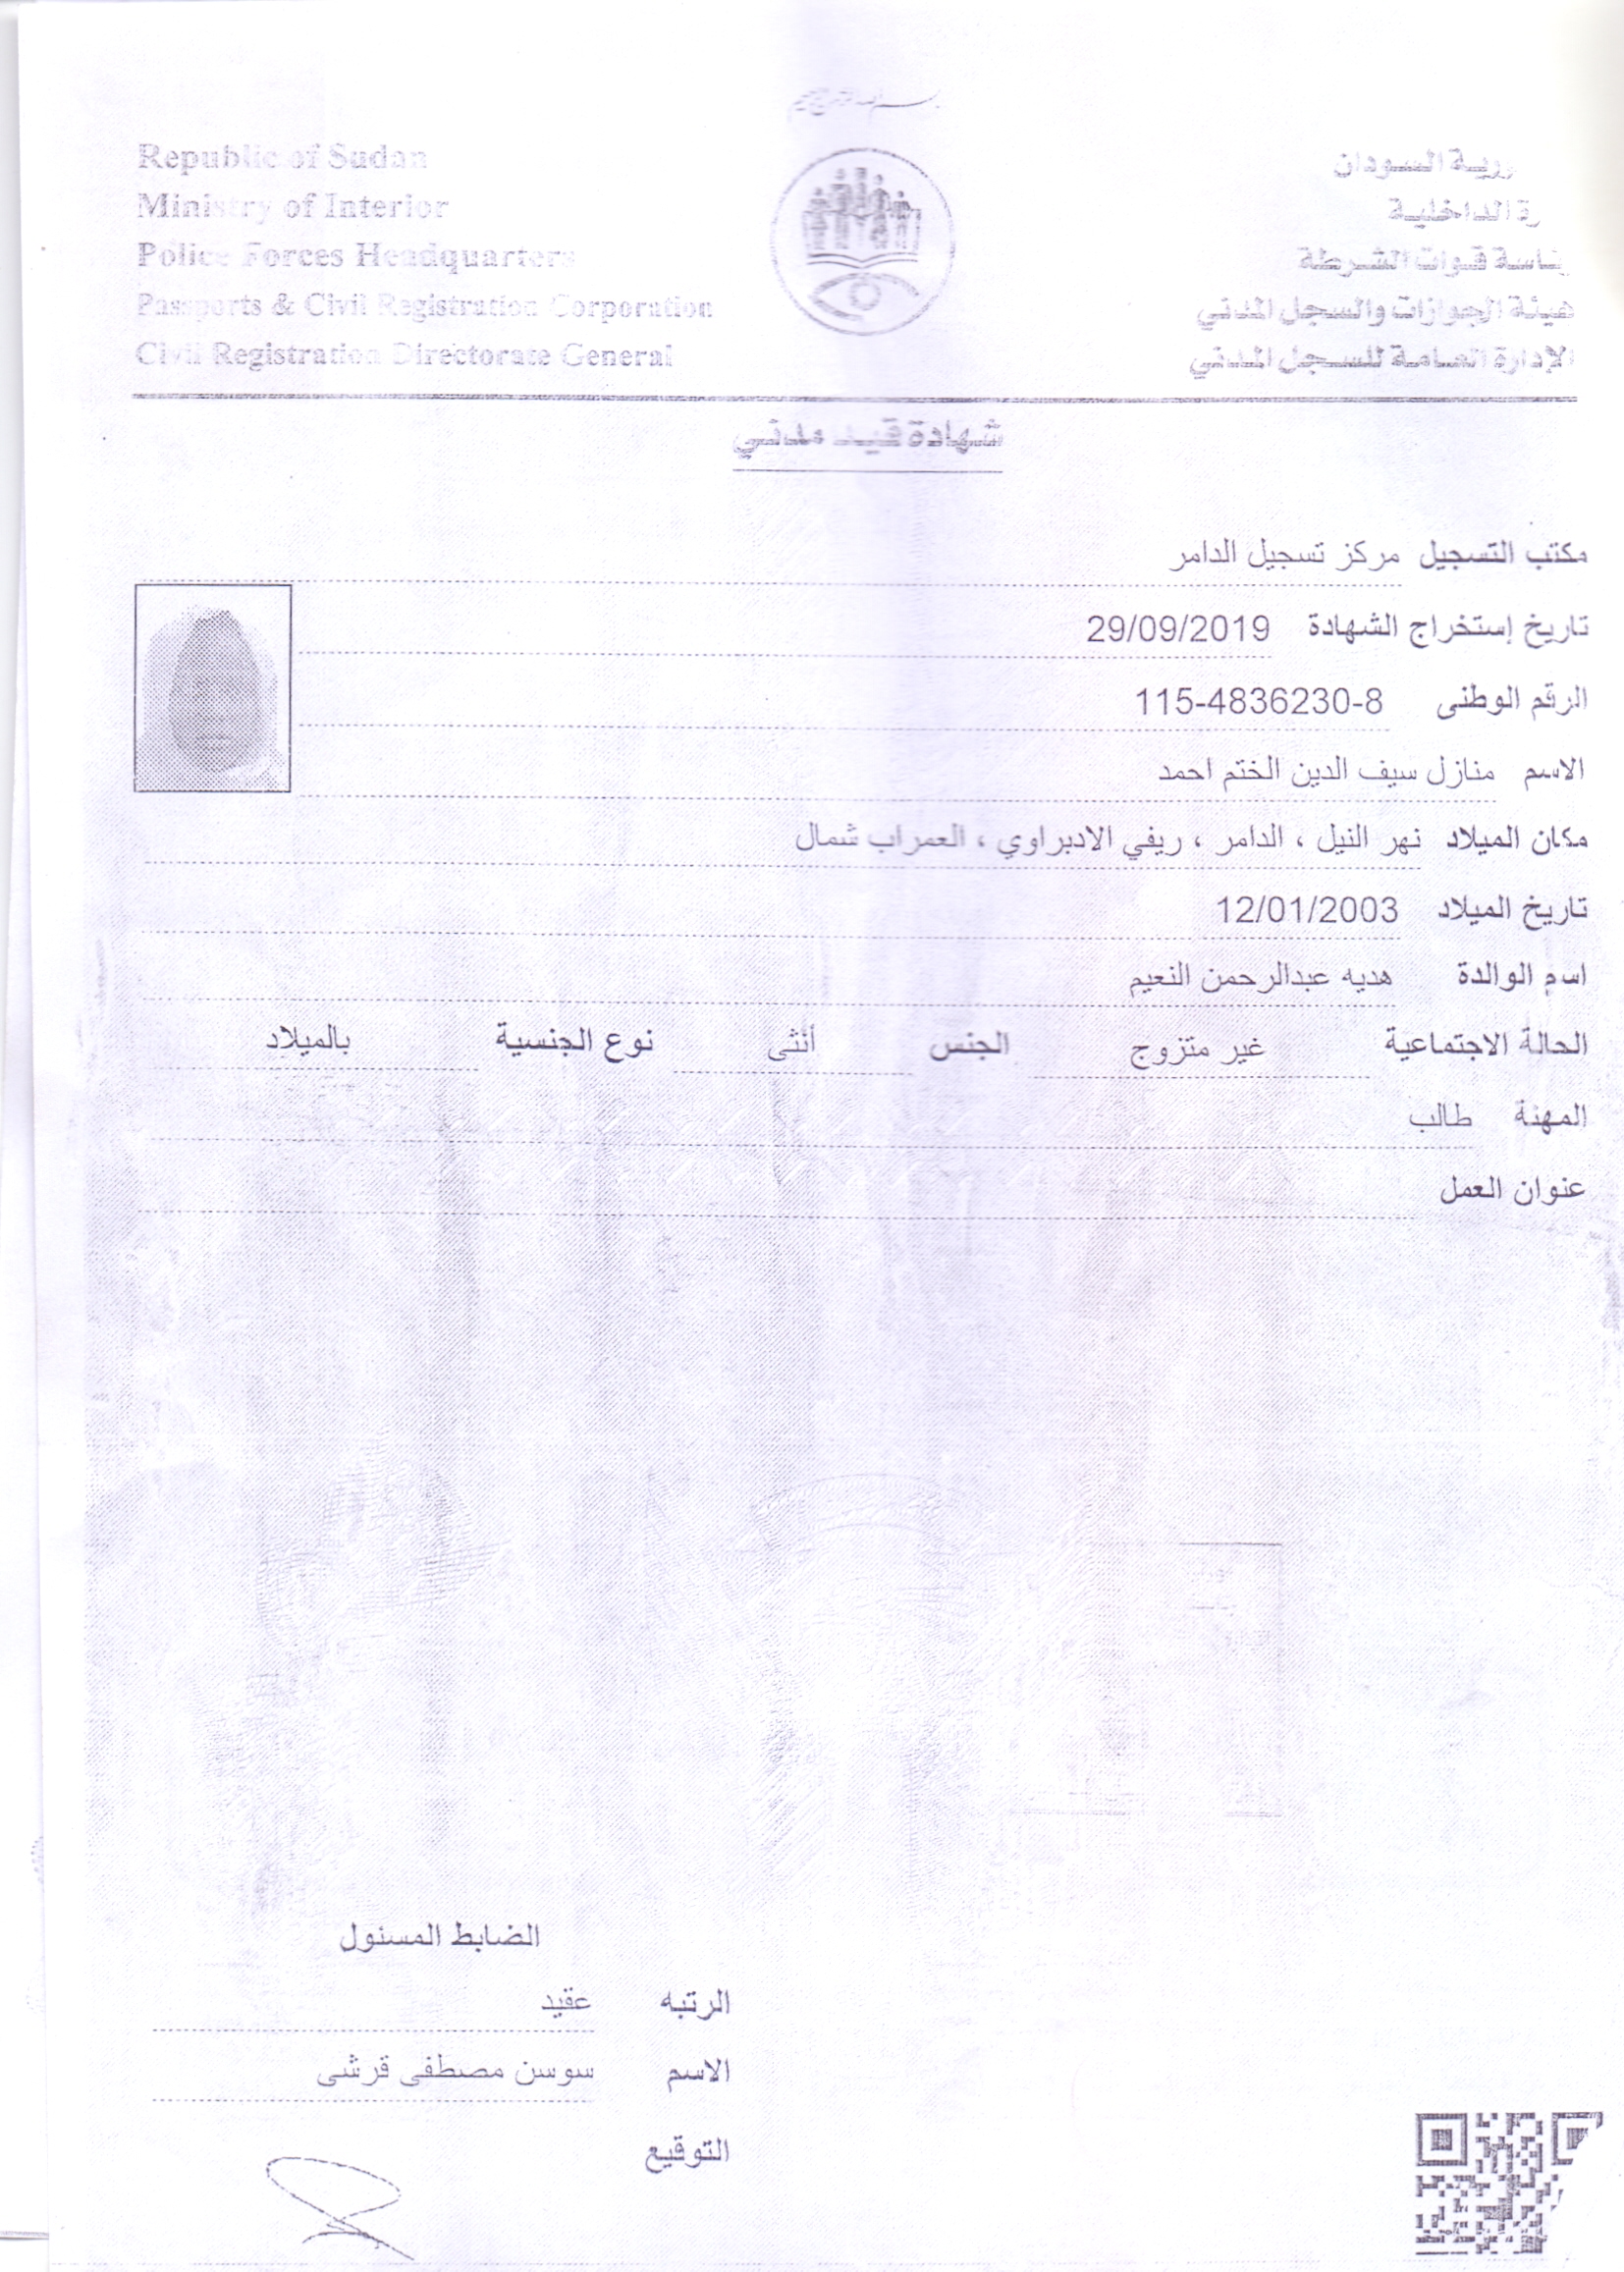 بسم الله الرحمن الرحيم
Republic of Sudan
Ministry of Interior
Police Forces Headquarters
Passports & Civil Registration Corporation
Civil Registration Directorate General
السودان
الداخلية
قوات الشرطة
هيئة الجوازات والسجل المدني
الإدارة العامة للسجل المدني
شهادة قيد مدني
مكتب التسجيل مركز تسجيل الدامر
تاريخ إستخراج الشهادة 29/09/2019
الرقم الوطنى 115-4836230-8
الاسم منازل سيف الدين الختم احمد
مكان الميلاد نهر النيل ، الدامر ، ريفي الادبراوي ، العمراب شمال
تاريخ الميلاد 12/01/2003
اسم الوالدة هديه عبدالرحمن النعيم
الحالة الاجتماعية غير متزوج الجنس أنثى نوع الجنسية بالميلاد
المهنة طالب
عنوان العمل
الضابط المسئول
الرتبه عقيد
الاسم سوسن مصطفى قرشى
التوقيع